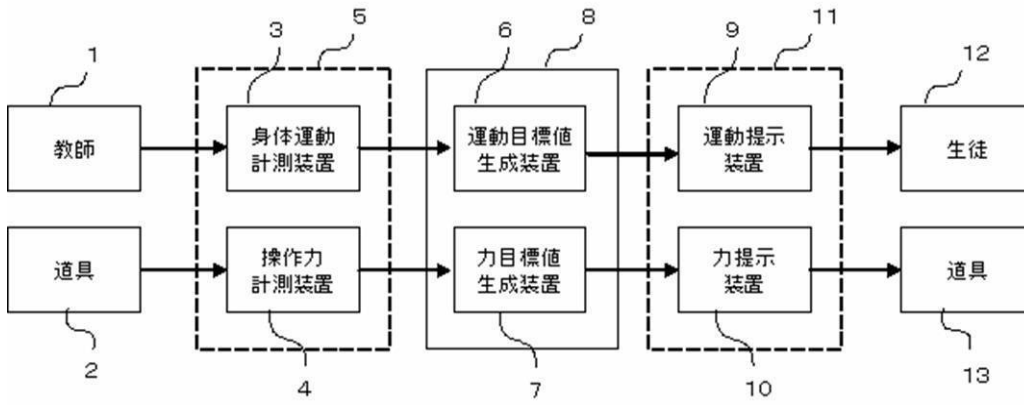 5
11
3
6
8
9
1
12
教師
身体運動
計測装置
運動目標値
生成装置
運動提示
装置
生徒
道具
操作力
計測装置
力目標値
生成装置
力提示
装置
道具
2
4
7
10
13